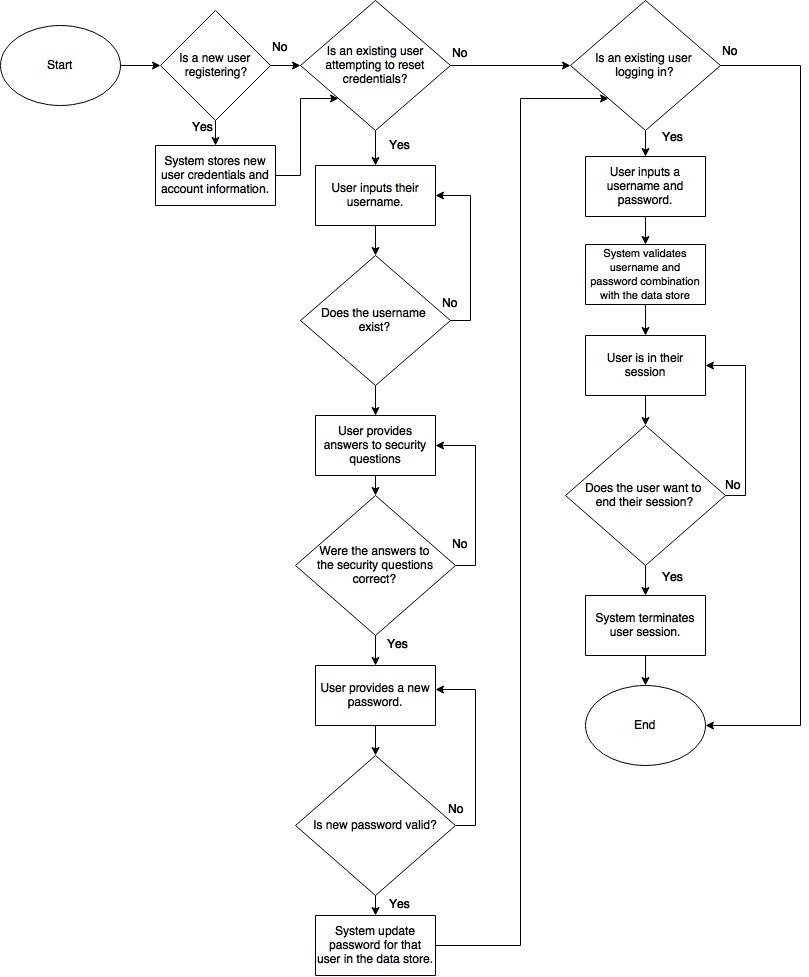 Start
Is a new user
registering?
No
Yes
System stores new
user credentials and
account information.
Is an existing user
attempting to reset
credentials?
No
Yes
User inputs their
username.
Does the username
exist?
No
User provides
answers to security
questions
Were the answers to
the security questions
correct?
No
Yes
User provides a new
password.
Is new password valid?
No
Yes
System update
password for that
user in the data store.
Is an existing user
logging in?
No
Yes
User inputs a
username and
password.
System validates
username and
password combination
with the data store
User is in their
session
Does the user want to
end their session?
No
Yes
System terminates
user session.
End